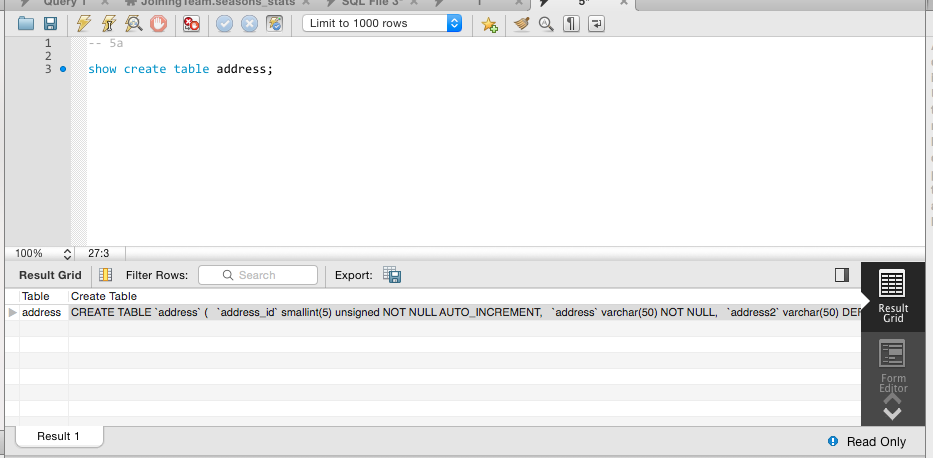 Query 1
JoiningTeam.seasons_stats
SQL File 3*
1
5*
Limit to 1000 rows
1 -- 5a
2
3 show create table address;
100% 27:3
Result Grid Filter Rows: Search Export:
Table Create Table
address CREATE TABLE `address` ( `address_id` smallint(5) unsigned NOT NULL AUTO_INCREMENT, `address` varchar(50) NOT NULL, `address2` varchar(50) DEF
Result
Grid
Form
Editor
Result 1
Read Only